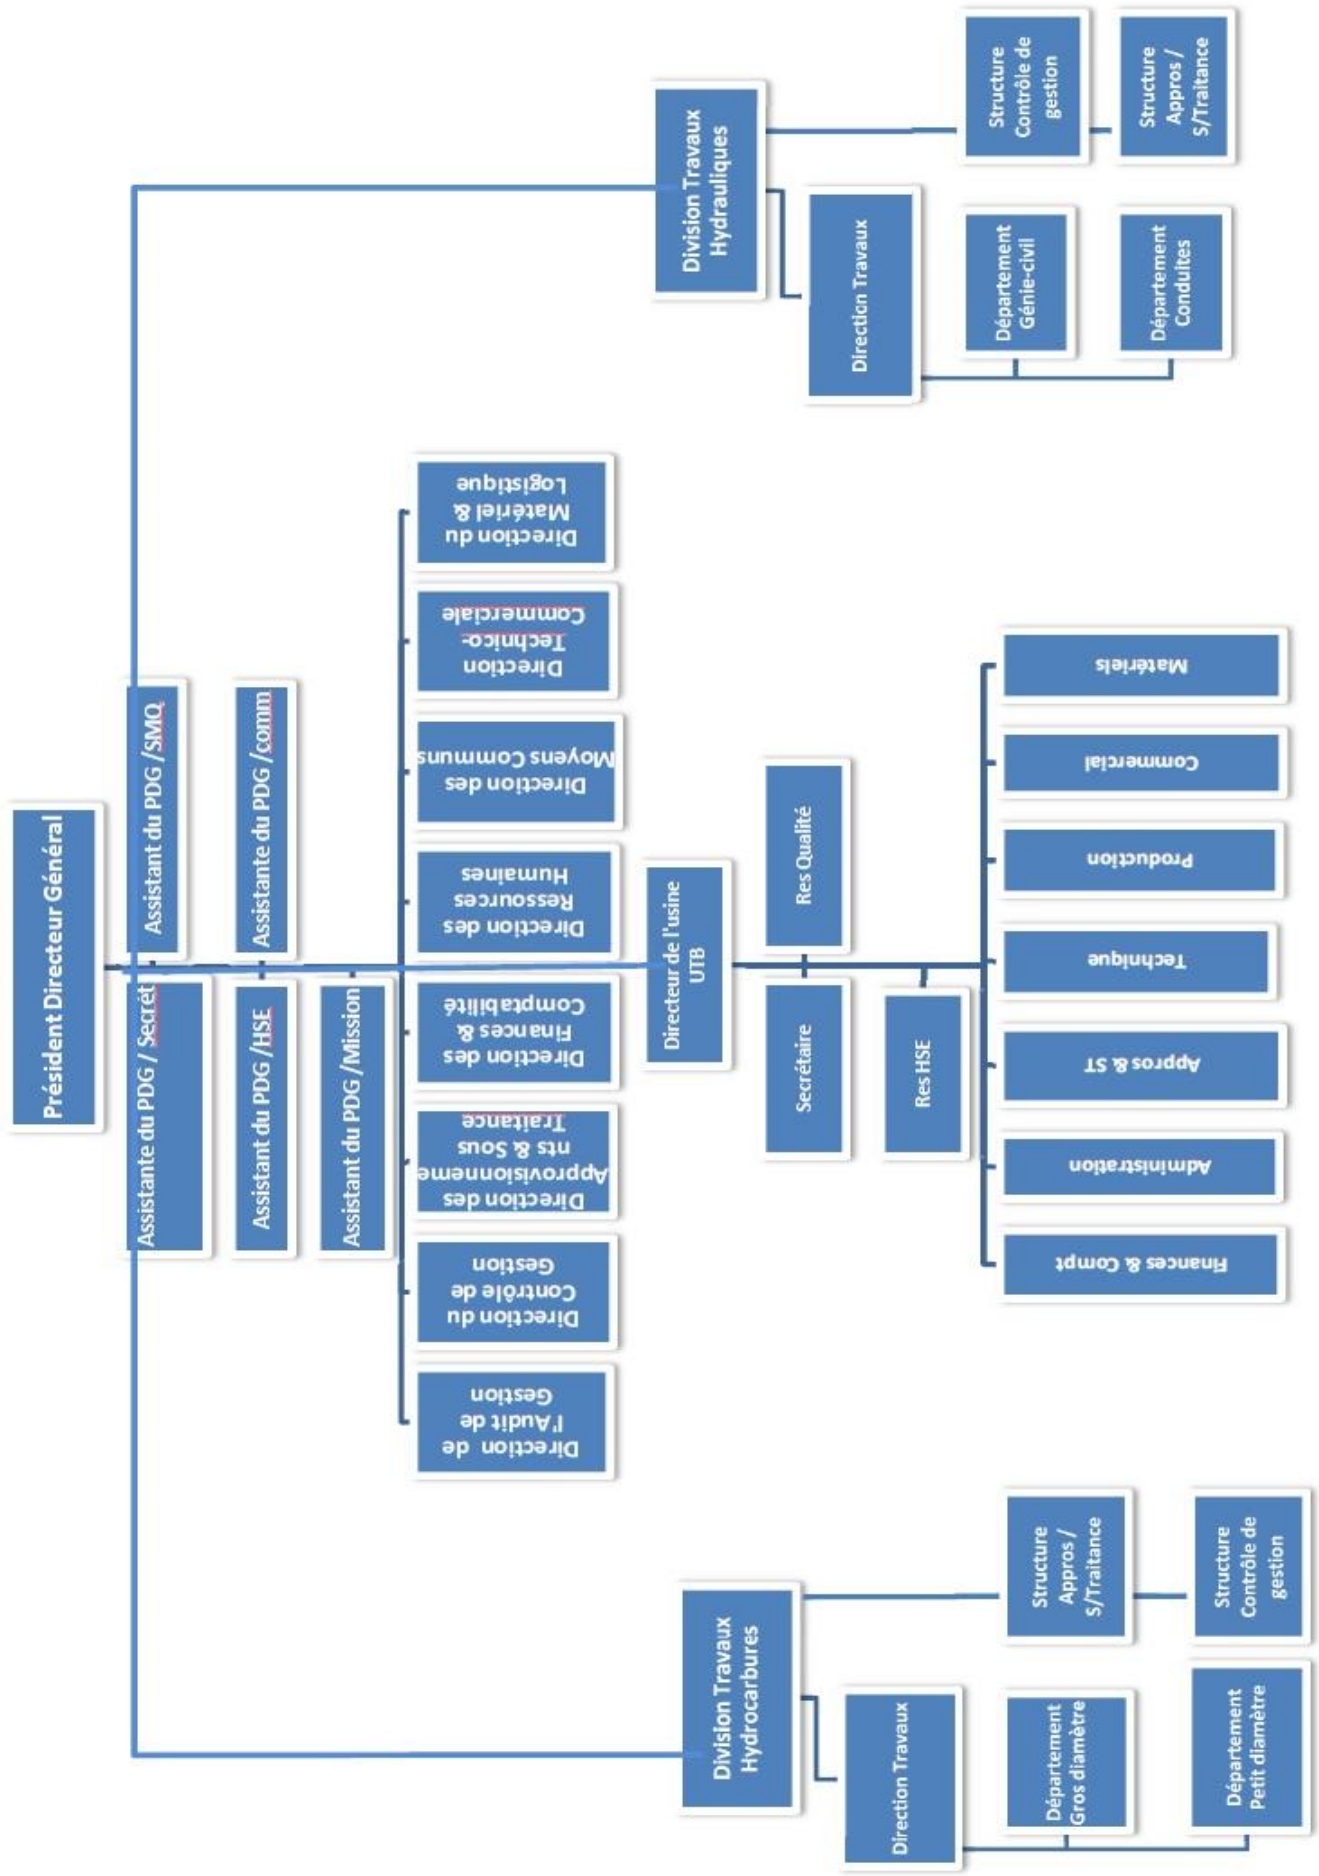 Président Directeur Général
Assistante du PDG / Secrét
Assistant du PDG /SMQ
Assistant du PDG /HSE
Assistante du PDG /comm
Assistant du PDG /Mission
Direction de
l'Audit de
Gestion
Direction du
Contrôle de
Gestion
Direction des
Approvisionneme
nts & Sous
Traitance
Direction des
Finances &
Comptabilité
Direction des
Ressources
Humaines
Direction des
Moyens Communs
Direction
Technico-
Commerciale
Direction du
Matériel &
Logistique
Division Travaux
Hydrocarbures
Directeur de l'usine
UTB
Division Travaux
Hydrauliques
Direction Travaux
Secrétaire
Res Qualité
Direction Travaux
Res HSE
Département
Gros diamètre
Structure
Appros /
S/Traitance
Finances & Compt
Administration
Appros & ST
Technique
Production
Commercial
Matériels
Département
Génie-civil
Structure
Contrôle de
gestion
Département
Petit diamètre
Structure
Contrôle de
gestion
Département
Conduites
Structure
Appros /
S/Traitance